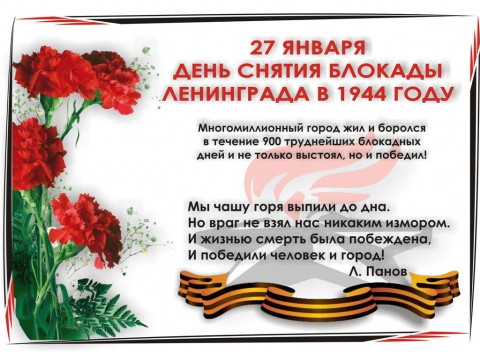 27 ЯНВАРЯ
ДЕНЬ СНЯТИЯ БЛОКАДЫ
ЛЕНИНГРАДА В 1944 ГОДУ
Многомиллионный город жил и боролся
в течение 900 труднейших блокадных
дней и не только выстоял, но и победил!
Мы чашу горя выпили до дна.
Но враг не взял нас никаким измором.
И жизнью смерть была побеждена,
И победили человек и город!
Л. Панов